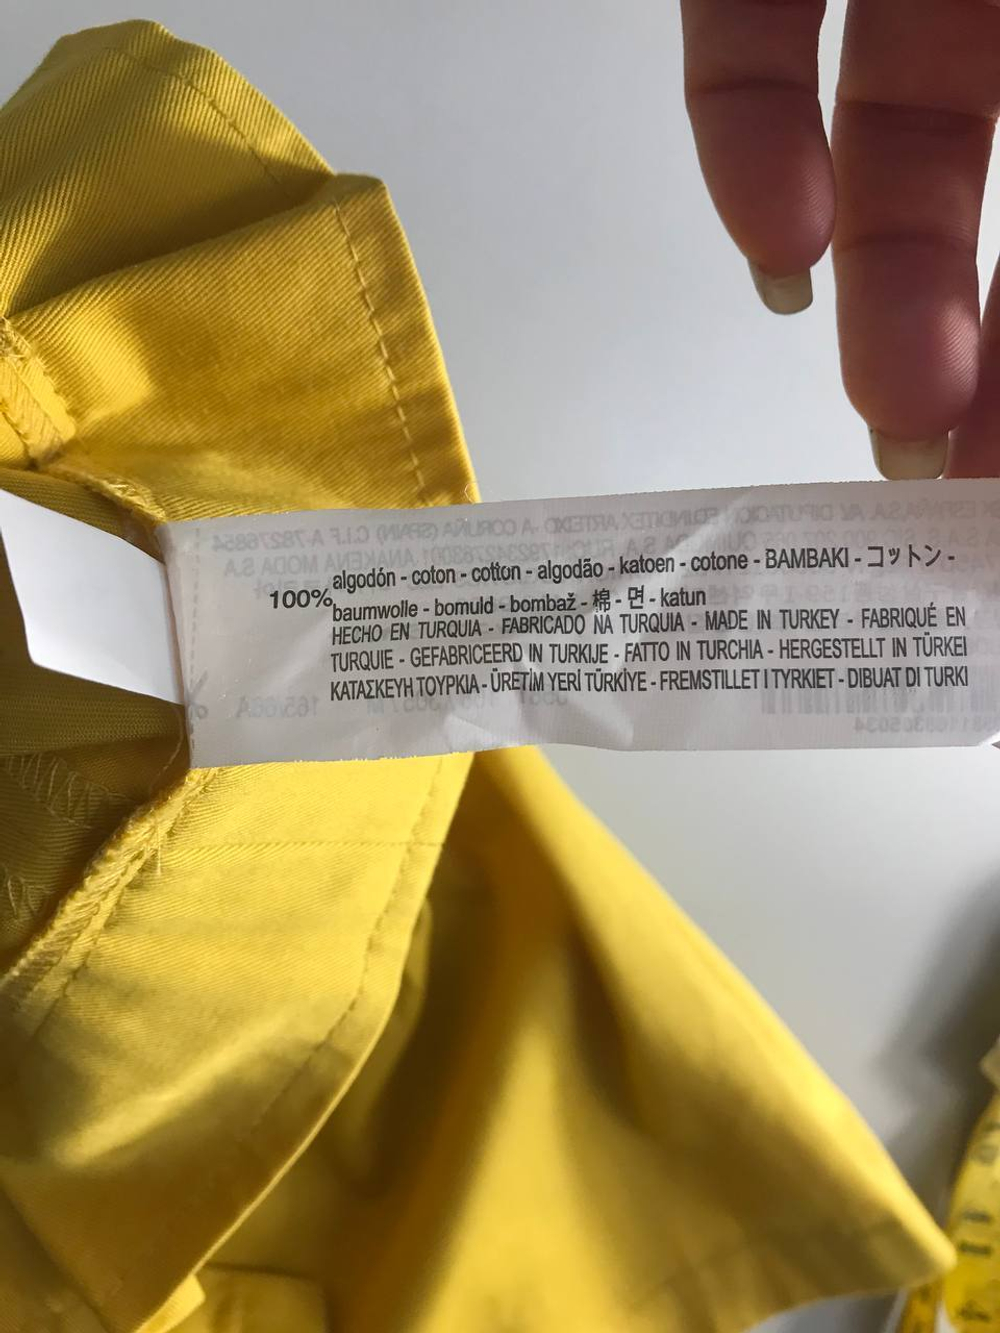 algodón - coton - cotton - algodão - katoen - cotone - BAMBAKI - コットン -
100% baumwolle - bomuld - bombaž - 棉 - 면 - katun
HECHO EN TURQUIA - FABRICADO NA TURQUIA - MADE IN TURKEY - FABRIQUÉ EN
TURQUIE - GEFABRICEERD IN TURKIJE - FATTO IN TURCHIA - HERGESTELLT IN TÜRKEI
ΚΑΤΑΣΚΕΥΗ ΤΟΥΡΚΙΑ - ÜRETİM YERİ TÜRKİYE - FREMSTILLET I TYRKIET - DIBUAT DI TURKI